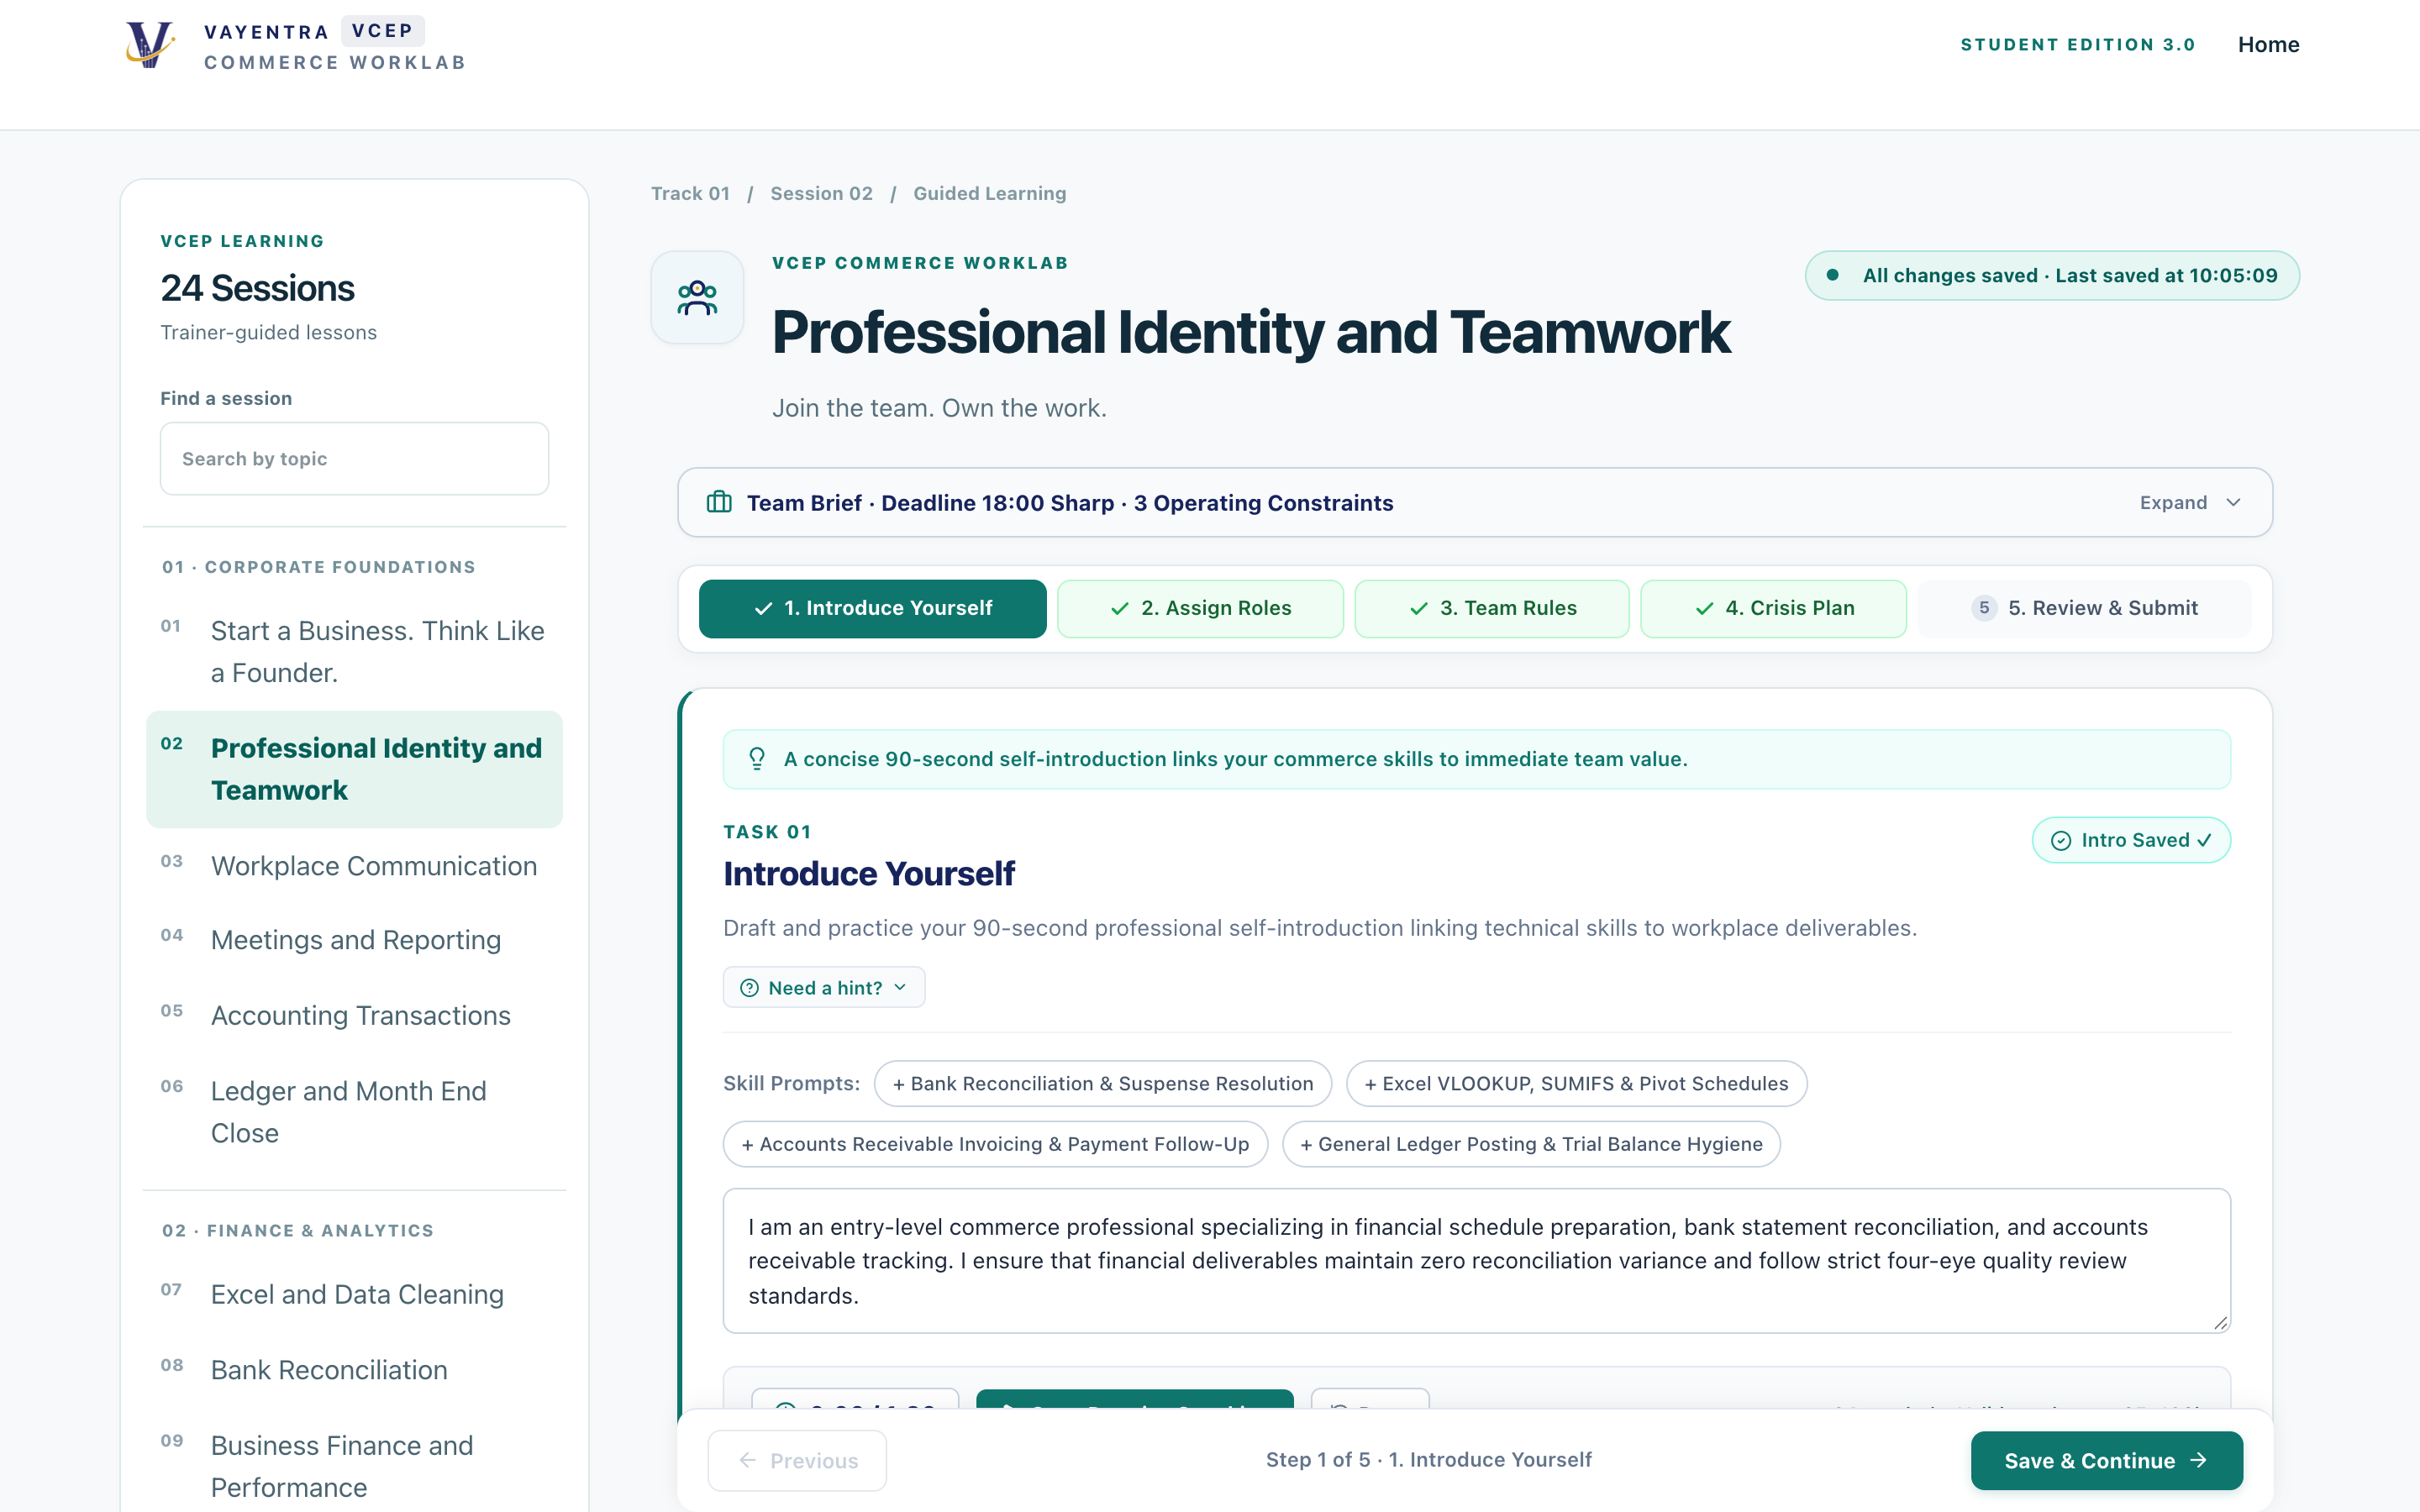 VAYENTRA VCEP
COMMERCE WORKLAB
STUDENT EDITION 3.0
Home
VCEP LEARNING
24 Sessions
Trainer-guided lessons
Find a session
Search by topic
01 · CORPORATE FOUNDATIONS
01 Start a Business. Think Like
a Founder.
02 Professional Identity and
Teamwork
03 Workplace Communication
04 Meetings and Reporting
05 Accounting Transactions
06 Ledger and Month End
Close
02 · FINANCE & ANALYTICS
07 Excel and Data Cleaning
08 Bank Reconciliation
09 Business Finance and
Performance
Track 01 / Session 02 / Guided Learning
VCEP COMMERCE WORKLAB
Professional Identity and Teamwork
Join the team. Own the work.
All changes saved · Last saved at 10:05:09
Team Brief · Deadline 18:00 Sharp · 3 Operating Constraints
Expand
✓ 1. Introduce Yourself
✓ 2. Assign Roles
✓ 3. Team Rules
✓ 4. Crisis Plan
5 5. Review & Submit
A concise 90-second self-introduction links your commerce skills to immediate team value.
TASK 01
Introduce Yourself
Intro Saved ✓
Draft and practice your 90-second professional self-introduction linking technical skills to workplace deliverables.
Need a hint?
Skill Prompts: + Bank Reconciliation & Suspense Resolution + Excel VLOOKUP, SUMIFS & Pivot Schedules
+ Accounts Receivable Invoicing & Payment Follow-Up + General Ledger Posting & Trial Balance Hygiene
I am an entry-level commerce professional specializing in financial schedule preparation, bank statement reconciliation, and accounts
receivable tracking. I ensure that financial deliverables maintain zero reconciliation variance and follow strict four-eye quality review
standards.
← Previous
Step 1 of 5 · 1. Introduce Yourself
Save & Continue →